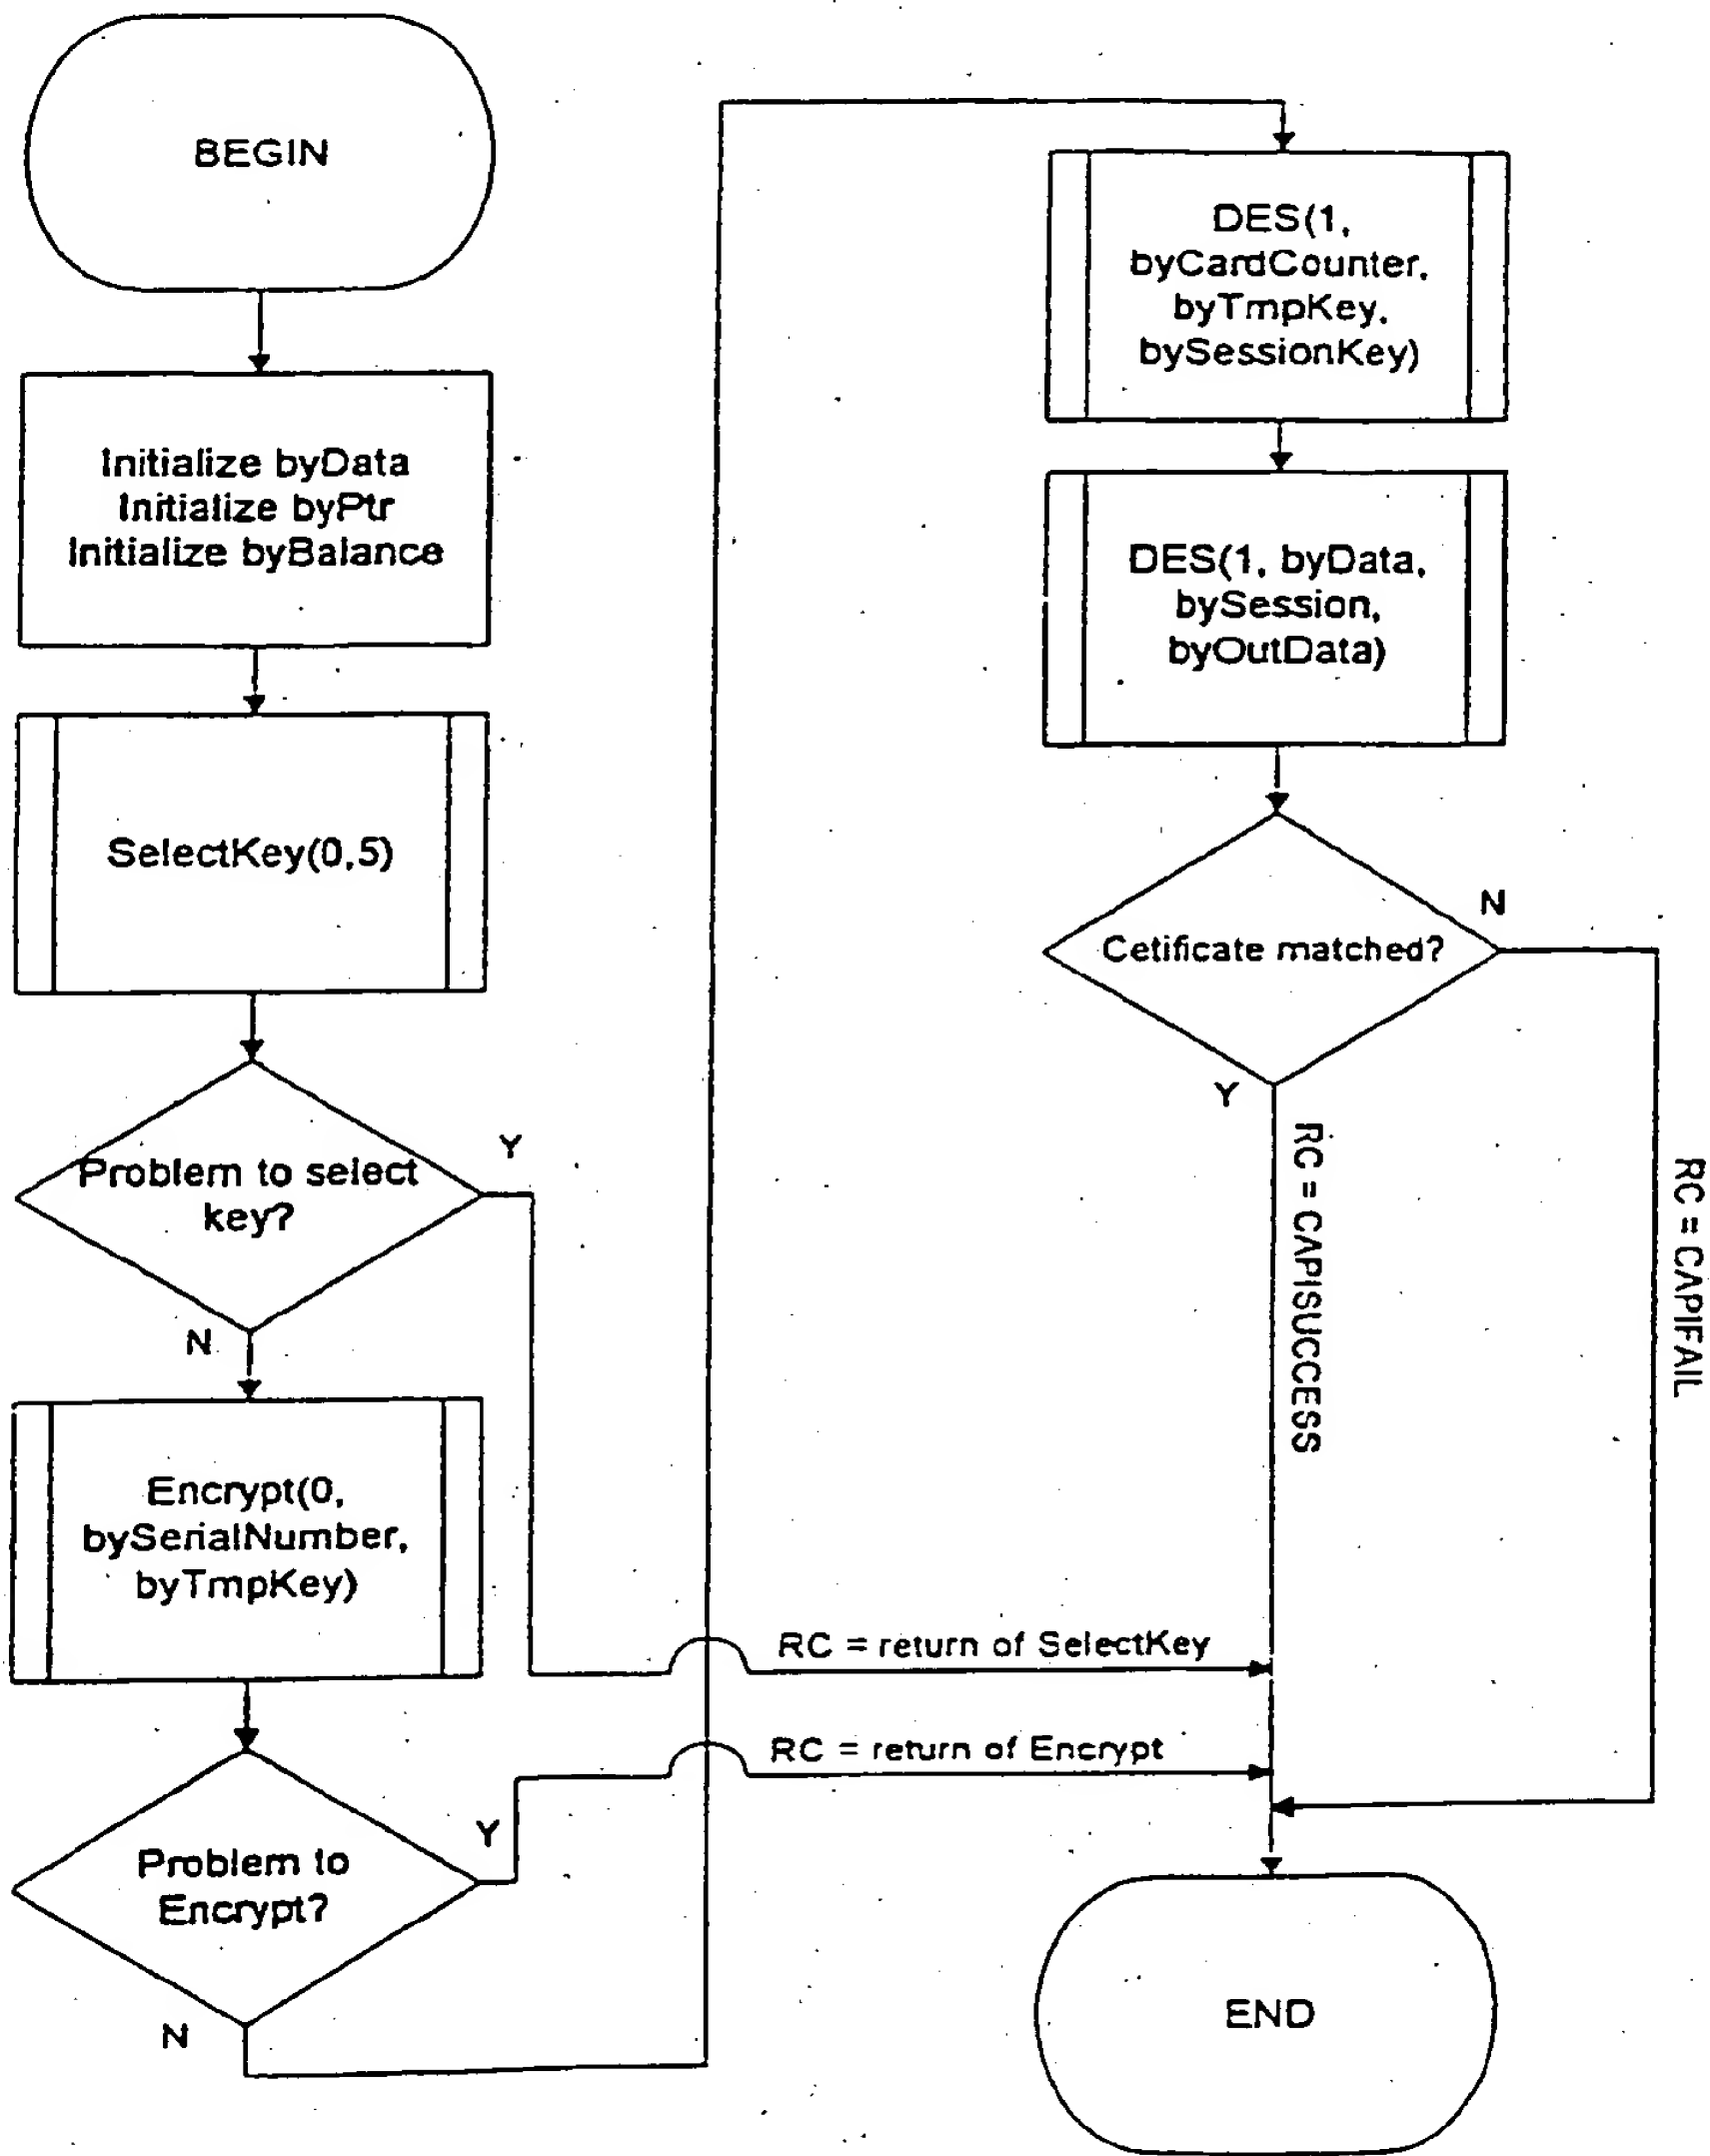 BEGIN
Initialize byData
Initialize byPtr
Initialize byBalance
SelectKey(0,5)
Problem to select
key?
Y
N
Encrypt(0,
bySerialNumber,
byTmpKey)
Problem to
Encrypt?
Y
N
RC = return of SelectKey
RC = return of Encrypt
DES(1,
byCardCounter,
byTmpKey,
bySessionKey)
DES(1, byData,
bySession,
byOutData)
Cetificate matched?
N
Y
RC = CAPISUCCESS
RC = CAPIFAIL
END